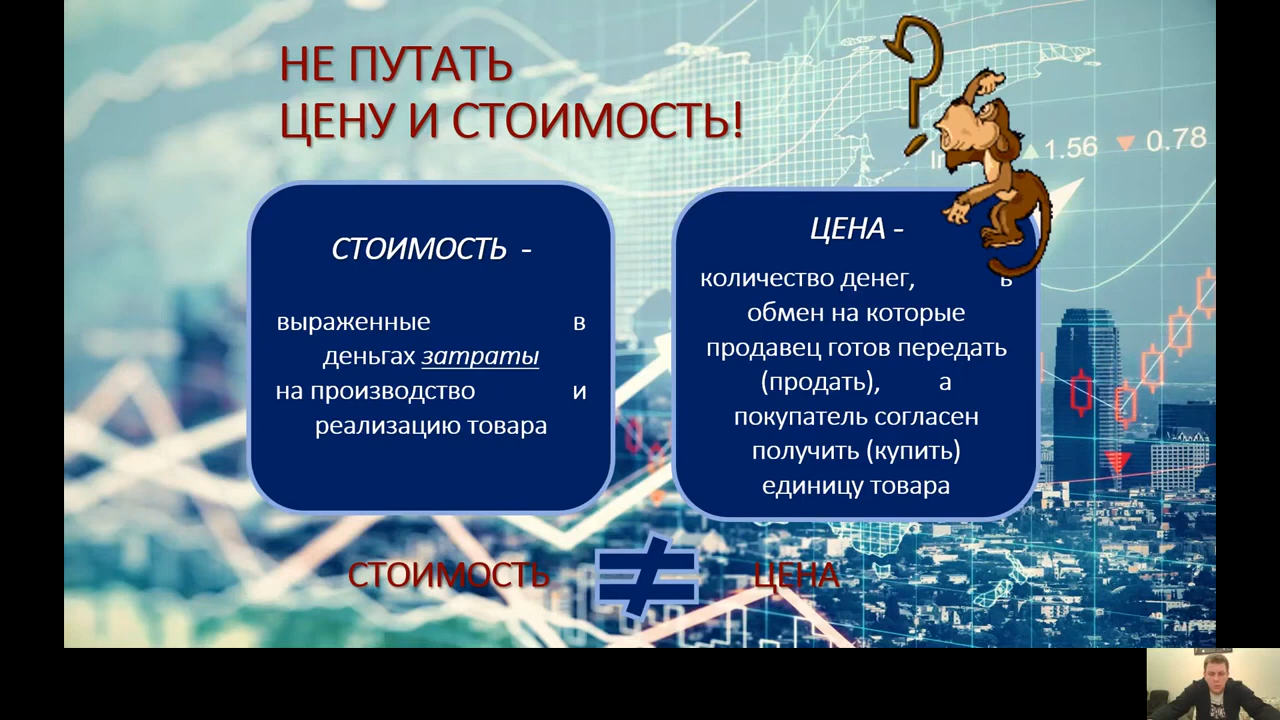 НЕ ПУТАТЬ
ЦЕНУ И СТОИМОСТЬ!
1.56 0.78
СТОИМОСТЬ -
выраженные в
деньгах затраты
на производство и
реализацию товара
ЦЕНА -
количество денег, в
обмен на которые
продавец готов передать
(продать), а
покупатель согласен
получить (купить)
единицу товара
СТОИМОСТЬ ≠ ЦЕНА